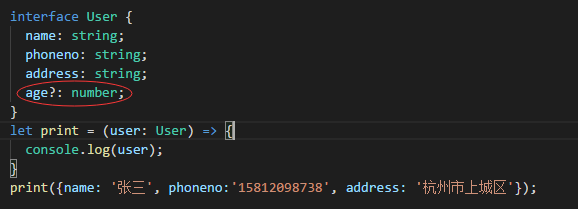 interface User {
  name: string;
  phoneno: string;
  address: string;
  age?: number;
}
let print = (user: User) => {
  console.log(user);
}
print({name: '张三', phoneno:'15812098738', address: '杭州市上城区'});